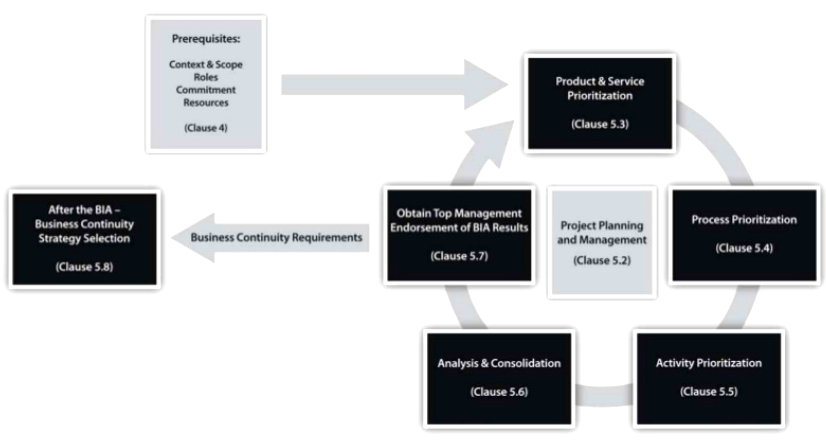 Prerequisites:
Context & Scope
Roles
Commitment
Resources
(Clause 4)
Product & Service
Prioritization
(Clause 5.3)
After the BIA –
Business Continuity
Strategy Selection
(Clause 5.8)
Business Continuity Requirements
Obtain Top Management
Endorsement of BIA Results
(Clause 5.7)
Project Planning
and Management
(Clause 5.2)
Process Prioritization
(Clause 5.4)
Analysis & Consolidation
(Clause 5.6)
Activity Prioritization
(Clause 5.5)